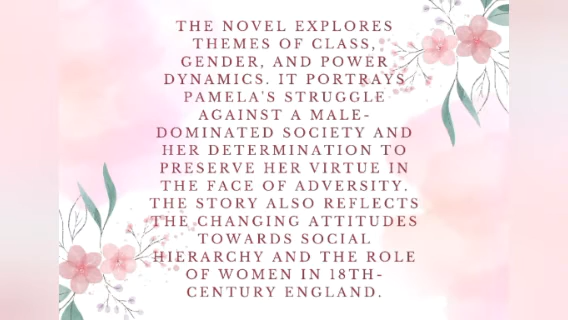 THE NOVEL EXPLORES
THEMES OF CLASS,
GENDER, AND POWER
DYNAMICS. IT PORTRAYS
PAMELA'S STRUGGLE
AGAINST A MALE-
DOMINATED SOCIETY AND
HER DETERMINATION TO
PRESERVE HER VIRTUE IN
THE FACE OF ADVERSITY.
THE STORY ALSO REFLECTS
THE CHANGING ATTITUDES
TOWARDS SOCIAL
HIERARCHY AND THE ROLE
OF WOMEN IN 18TH-
CENTURY ENGLAND.